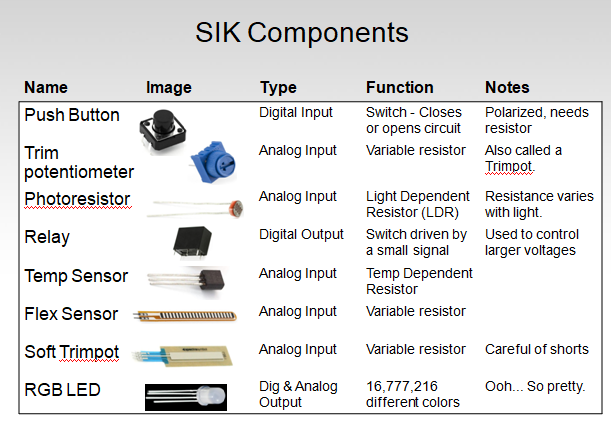 SIK Components
Name Image Type Function Notes
Push Button Digital Input Switch - Closes Polarized, needs
or opens circuit resistor
Trim Analog Input Variable resistor Also called a
potentiometer Trimpot.
Photoresistor Analog Input Light Dependent Resistance varies
Resistor (LDR) with light.
Relay Digital Output Switch driven by Used to control
a small signal larger voltages
Temp Sensor Analog Input Temp Dependent
Resistor
Flex Sensor Analog Input Variable resistor
Soft Trimpot Analog Input Variable resistor Careful of shorts
RGB LED Dig & Analog 16,777,216 Ooh... So pretty.
Output different colors